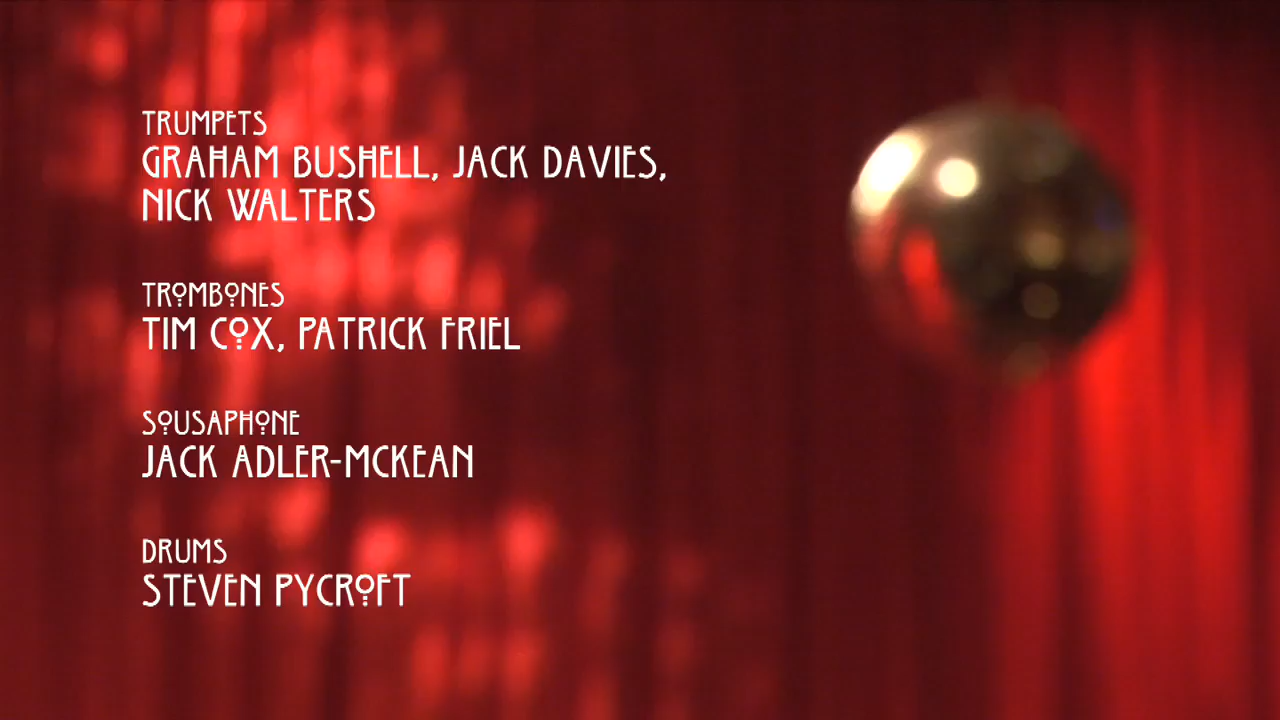 TRUMPETS
GRAHAM BUSHELL, JACK DAVIES,
NICK WALTERS
TROMBONES
TIM COX, PATRICK FRIEL
SOUSAPHONE
JACK ADLER-MCKEAN
DRUMS
STEVEN PYCROFT